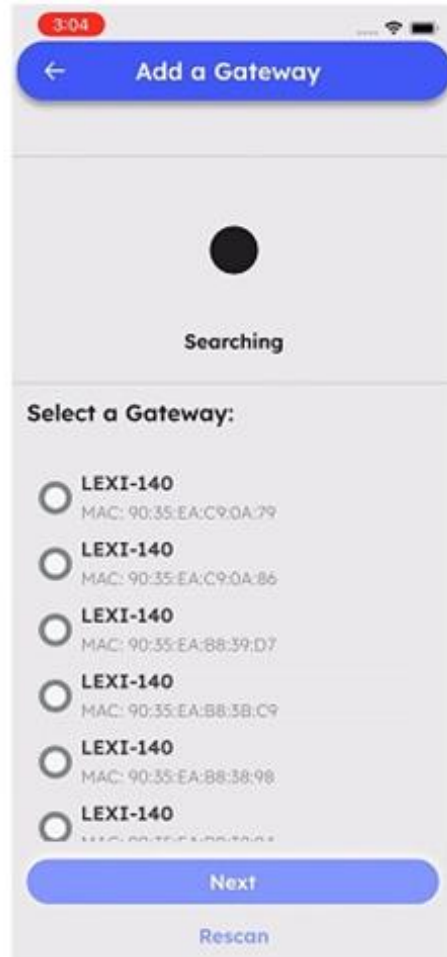 3:04
Add a Gateway
Searching
Select a Gateway:
LEXI-140
MAC: 90:35:EA:C9:0A:79
LEXI-140
MAC: 90:35:EA:C9:0A:86
LEXI-140
MAC: 90:35:EA:B8:39:D7
LEXI-140
MAC: 90:35:EA:B8:3B:C9
LEXI-140
MAC: 90:35:EA:B8:38:98
LEXI-140
Next
Rescan